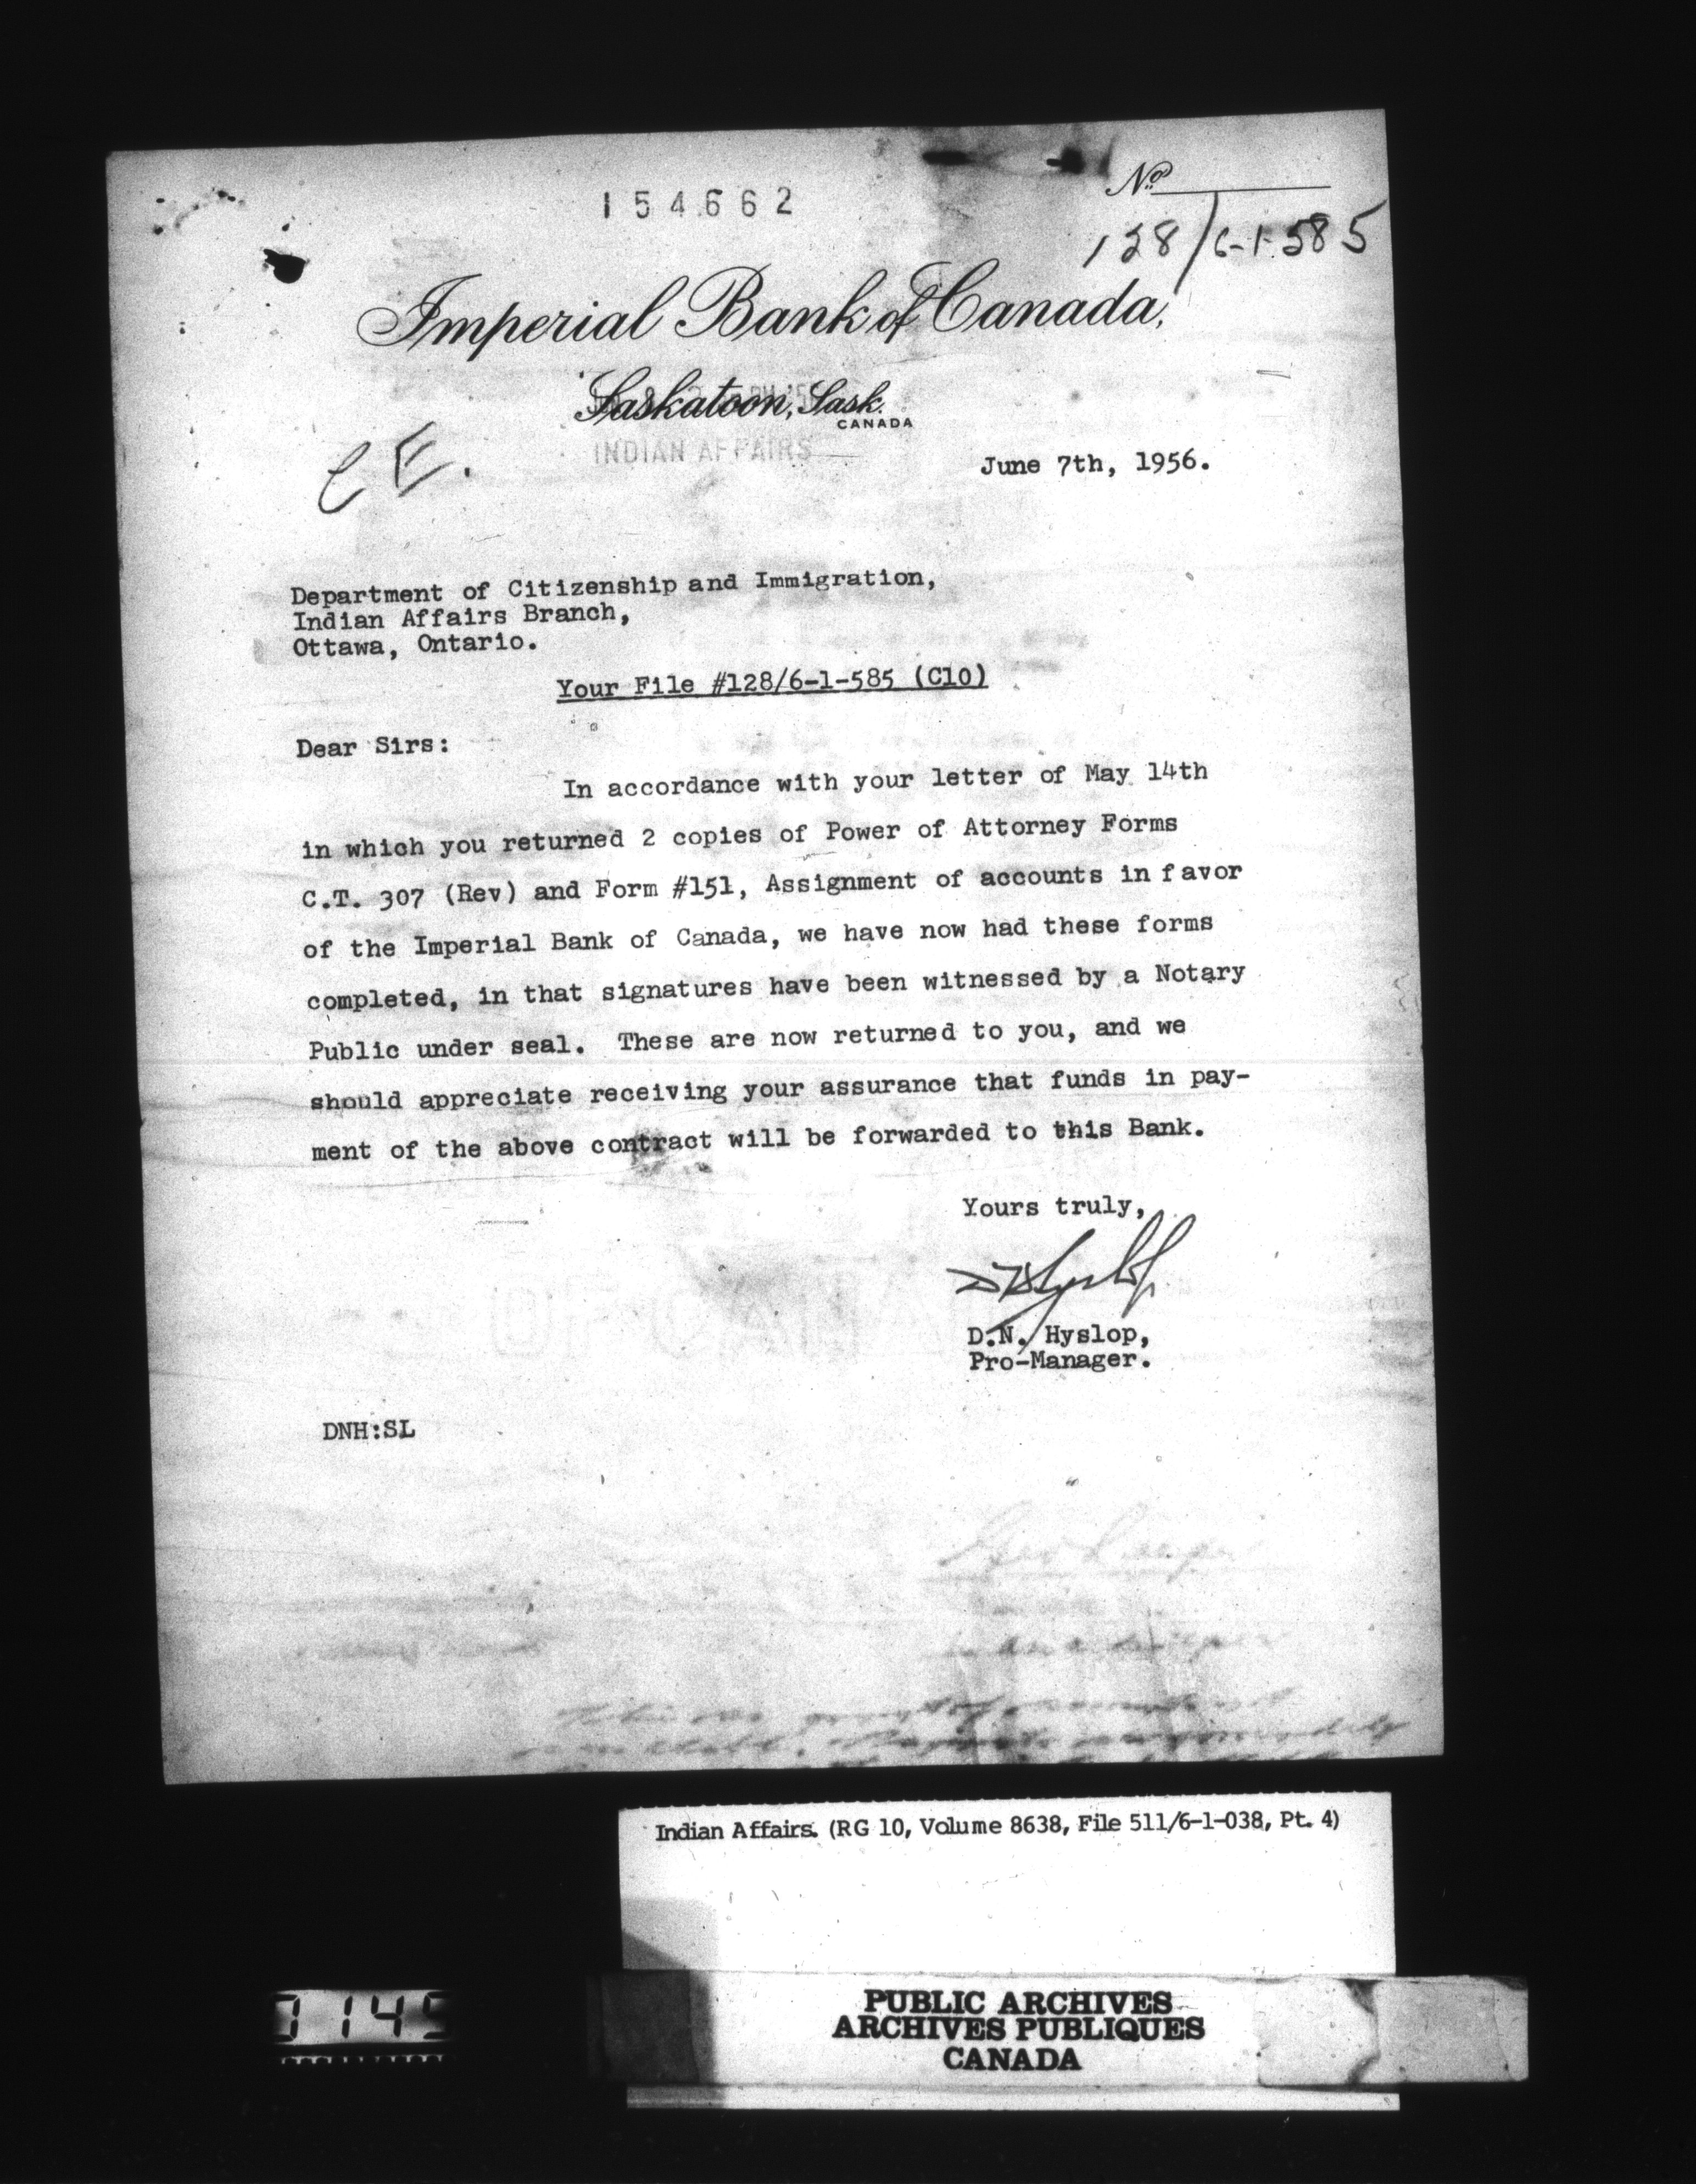 No.
154662
128/6-1-585
Imperial Bank of Canada,
Saskatoon, Sask.
CANADA
INDIAN AFFAIRS
C E.
June 7th, 1956.
Department of Citizenship and Immigration,
Indian Affairs Branch,
Ottawa, Ontario.
Your File #128/6-1-585 (C10)
Dear Sirs:
In accordance with your letter of May 14th
in which you returned 2 copies of Power of Attorney Forms
C.T. 307 (Rev) and Form #151, Assignment of accounts in favor
of the Imperial Bank of Canada, we have now had these forms
completed, in that signatures have been witnessed by a Notary
Public under seal. These are now returned to you, and we
should appreciate receiving your assurance that funds in pay-
ment of the above contract will be forwarded to this Bank.
Yours truly,
DNHyslop
D.N. Hyslop,
Pro-Manager.
DNH:SL
Indian Affairs. (RG 10, Volume 8638, File 511/6-1-038, Pt. 4)
PUBLIC ARCHIVES
ARCHIVES PUBLIQUES
CANADA